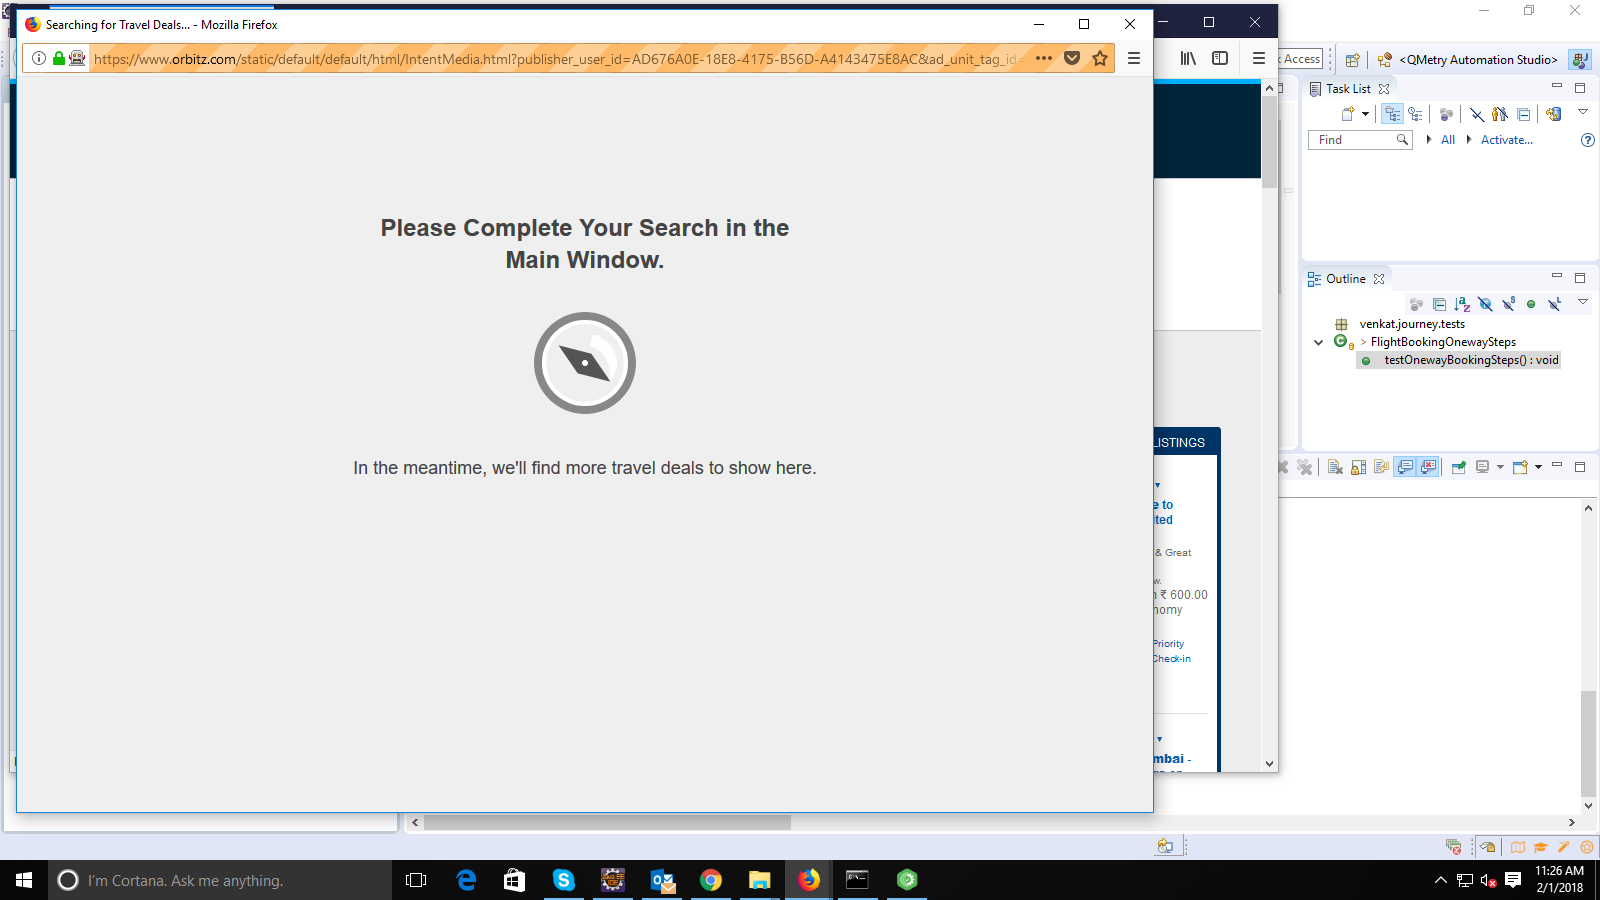 Searching for Travel Deals... - Mozilla Firefox
https://www.orbitz.com/static/default/default/html/IntentMedia.html?publisher_user_id=AD676A0E-18E8-4175-B56D-A4143475E8AC&ad_unit_tag_id=
Access
<QMetry Automation Studio>
Task List
Find
All
Activate...
Please Complete Your Search in the
Main Window.
In the meantime, we'll find more travel deals to show here.
Outline
venkat.journey.tests
> FlightBookingOnewaySteps
testOnewayBookingSteps() : void
LISTINGS
e to
ited
& Great
w.
₹ 600.00
nomy
Priority
Check-in
mbai -
I'm Cortana. Ask me anything.
11:26 AM
2/1/2018